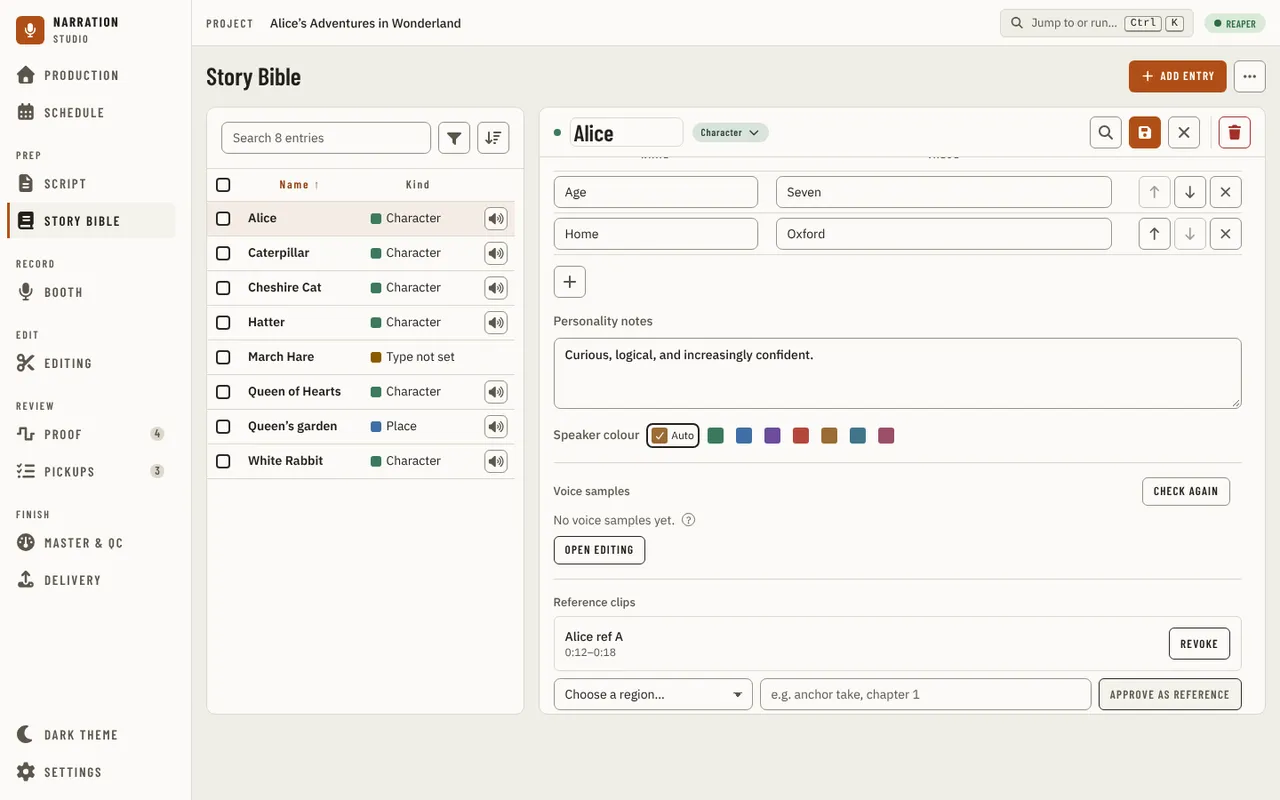 NARRATION
STUDIO
PRODUCTION
SCHEDULE
PREP
SCRIPT
STORY BIBLE
RECORD
BOOTH
EDIT
EDITING
REVIEW
PROOF 4
PICKUPS 3
FINISH
MASTER & QC
DELIVERY
DARK THEME
SETTINGS
PROJECT Alice's Adventures in Wonderland
Jump to or run... Ctrl K
REAPER
Story Bible
ADD ENTRY
Search 8 entries
Name ↑ Kind
Alice Character
Caterpillar Character
Cheshire Cat Character
Hatter Character
March Hare Type not set
Queen of Hearts Character
Queen's garden Place
White Rabbit Character
Alice Character
Age Seven
Home Oxford
Personality notes
Curious, logical, and increasingly confident.
Speaker colour Auto
Voice samples CHECK AGAIN
No voice samples yet. ?
OPEN EDITING
Reference clips
Alice ref A
0:12–0:18
REVOKE
Choose a region... e.g. anchor take, chapter 1 APPROVE AS REFERENCE